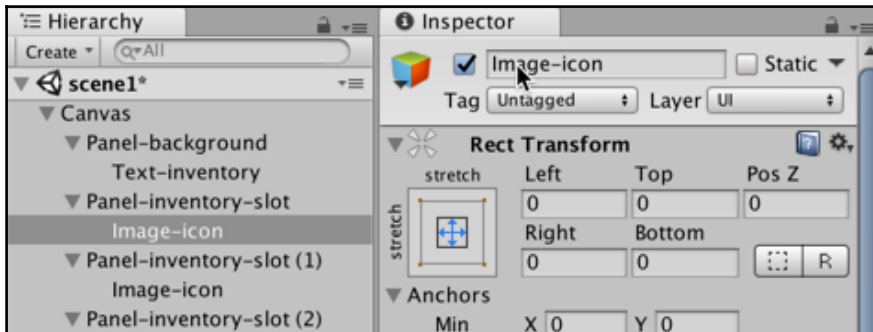 Hierarchy
Create All
scene1*
Canvas
Panel-background
Text-inventory
Panel-inventory-slot
Image-icon
Panel-inventory-slot (1)
Image-icon
Panel-inventory-slot (2)
Inspector
Image-icon Static
Tag Untagged Layer UI
Rect Transform
stretch Left Top Pos Z
stretch 0 0 0
Right Bottom
0 0 R
Anchors
Min X 0 Y 0